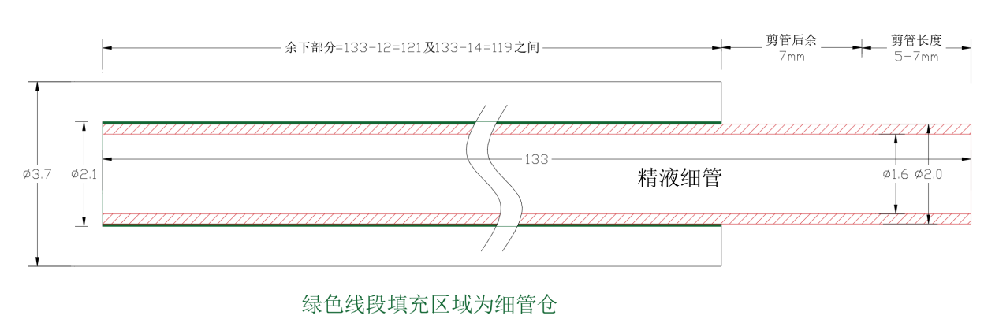 余下部分=133-12=121及133-14=119之间
剪管后余
7mm
剪管长度
5-7mm
133
ø3.7
ø2.1
精液细管
ø1.6
ø2.0
绿色线段填充区域为细管仓